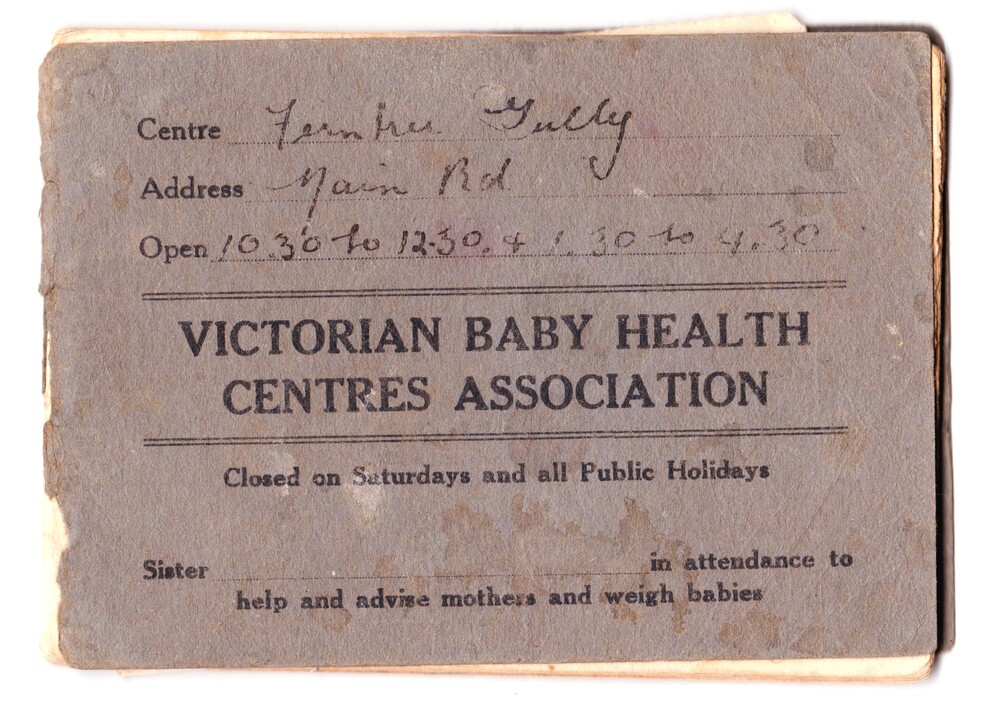 Centre Ferntree Gully
Address Main Rd
Open 10.30 to 12.30. & 1.30 to 4.30
VICTORIAN BABY HEALTH
CENTRES ASSOCIATION
Closed on Saturdays and all Public Holidays
Sister in attendance to
help and advise mothers and weigh babies